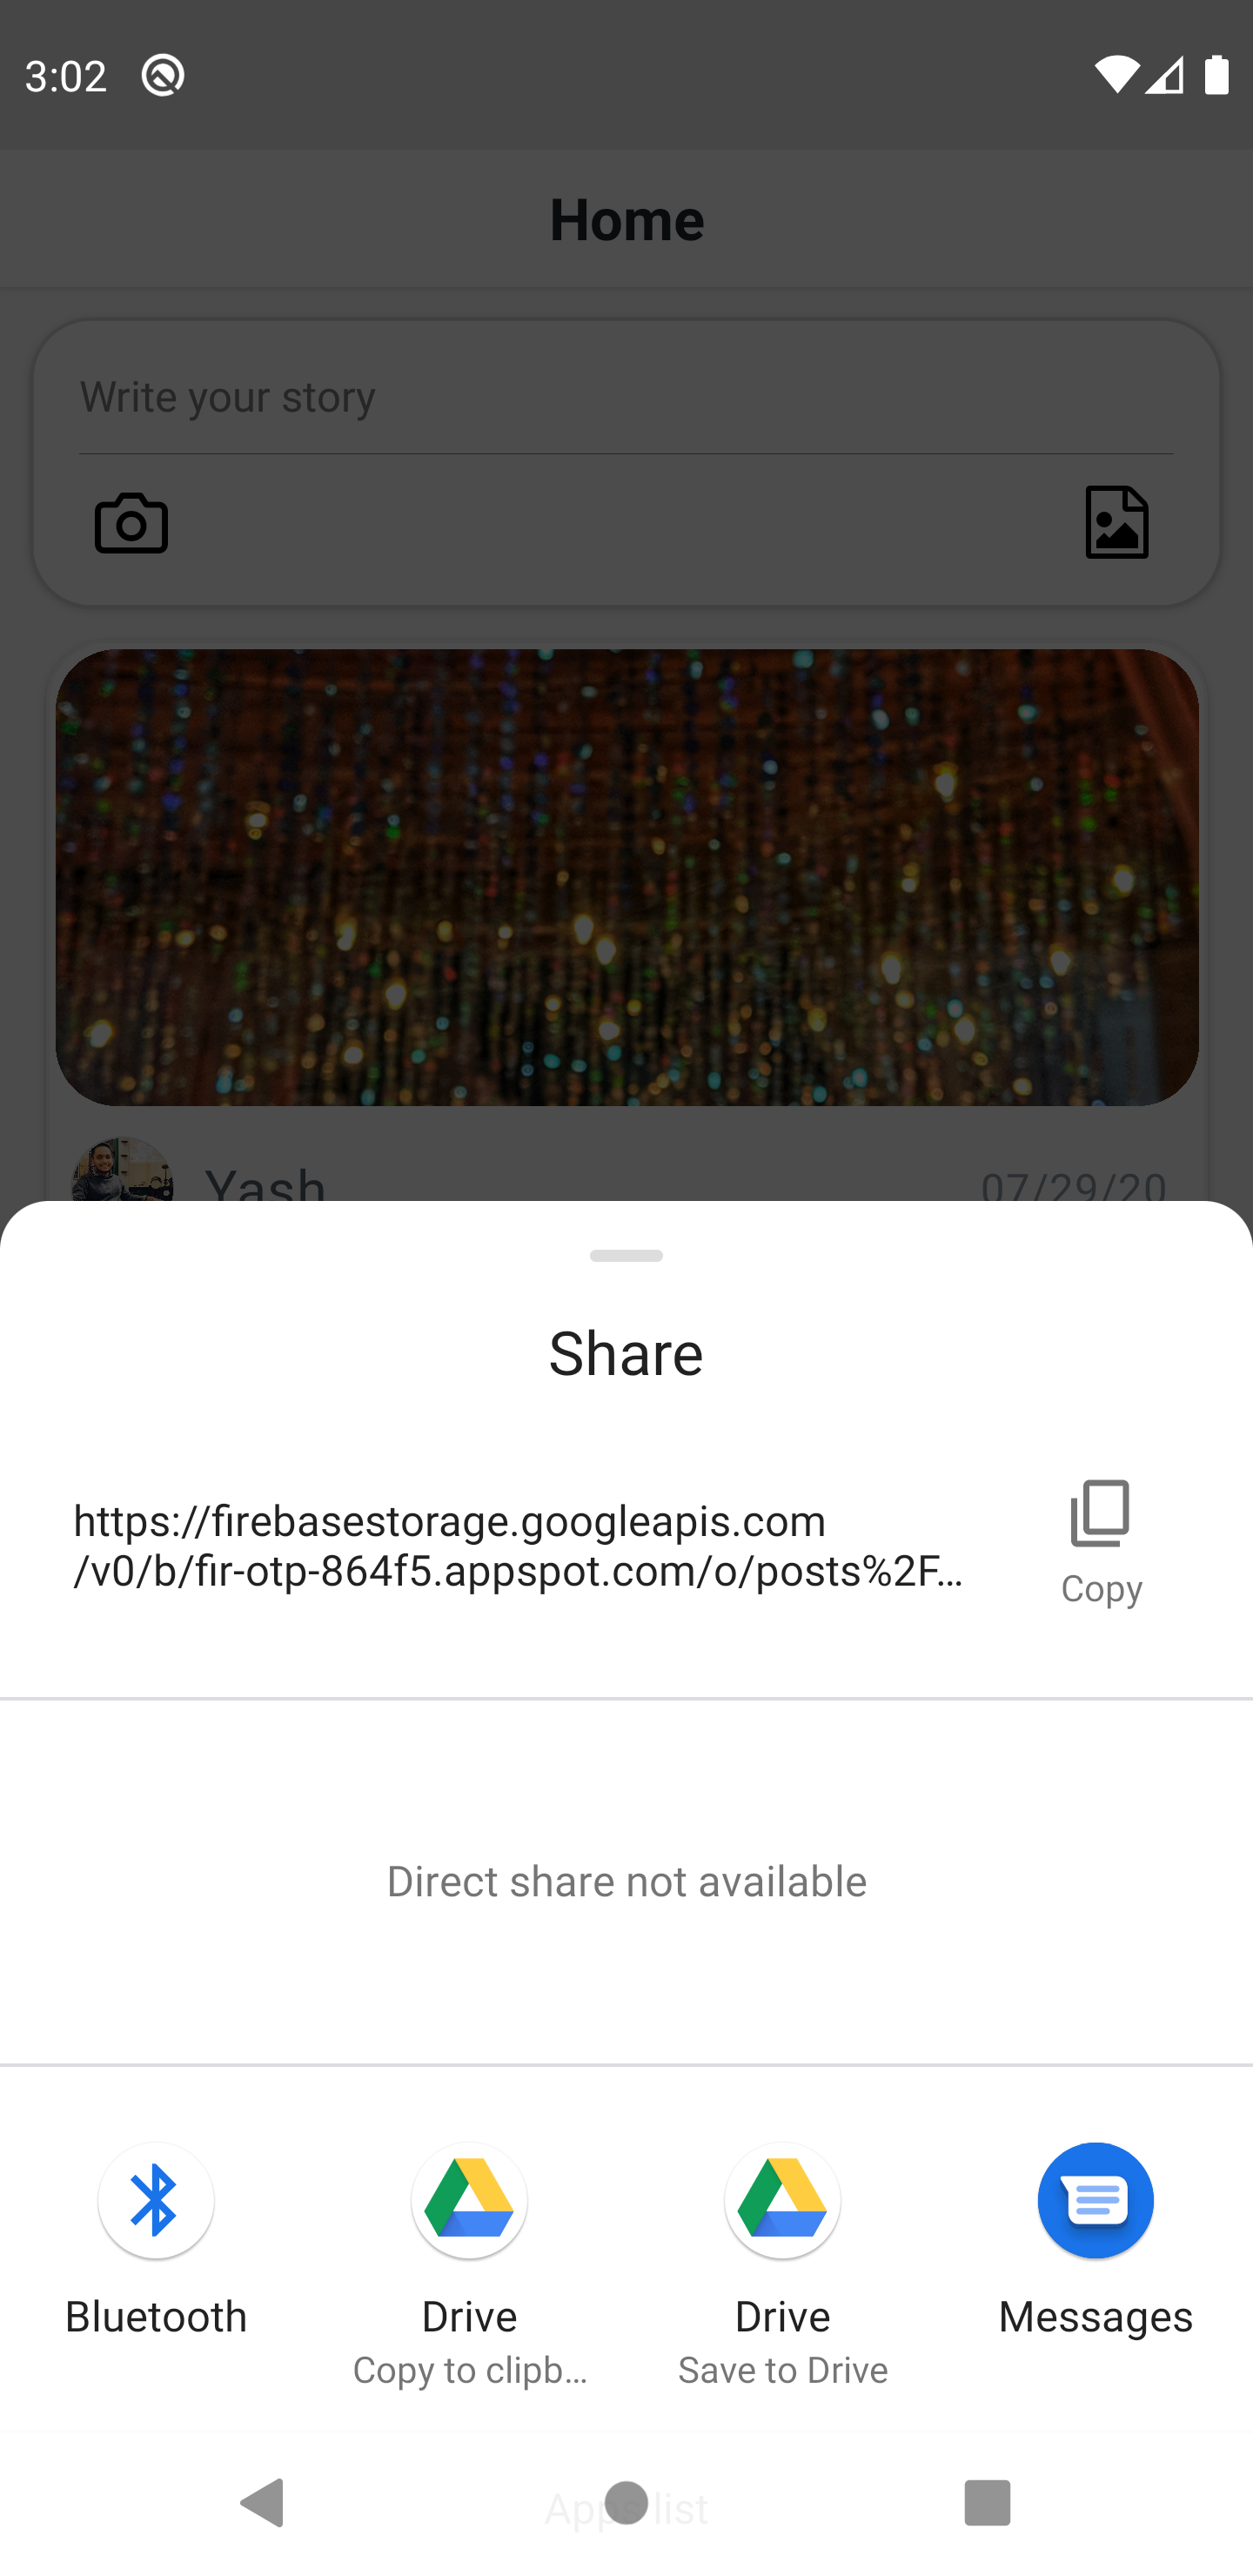 3:02
Home
Write your story
Yash
07/29/20
Share
https://firebasestorage.googleapis.com
/v0/b/fir-otp-864f5.appspot.com/o/posts%2F...
Copy
Direct share not available
Bluetooth
Drive
Drive
Messages
Copy to clipb...
Save to Drive
Apps list